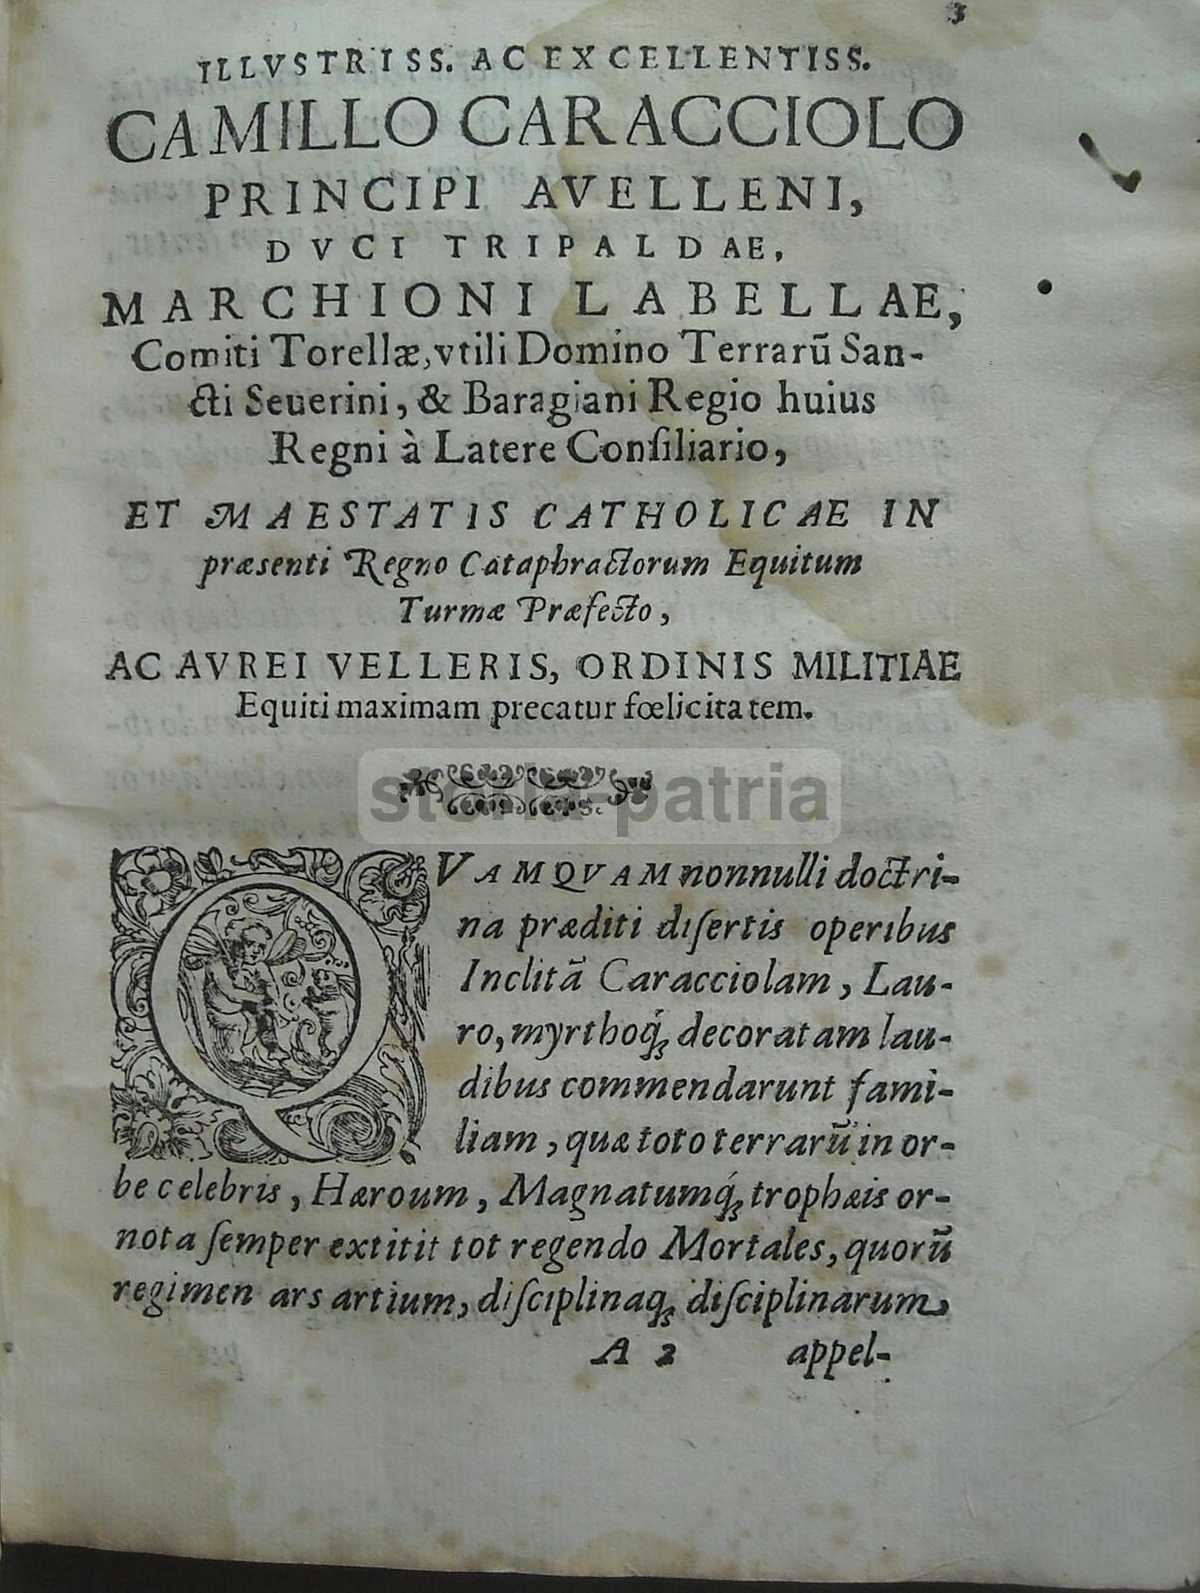 3
ILLVSTRISS. AC EXCELLENTISS.
CAMILLO CARACCIOLO
PRINCIPI AVELLENI,
DVCI TRIPALDAE,
MARCHIONI LABELLAE,
Comiti Torellæ, vtili Domino Terrarũ San-
cti Seuerini, & Baragiani Regio huius
Regni à Latere Conſiliario,
ET MAESTATIS CATHOLICAE IN
præsenti Regno Cataphractorum Equitum
Turmæ Præfecto,
AC AVREI VELLERIS, ORDINIS MILITIAE
Equiti maximam precatur fœlicitatem.
storia-patria
QVAMQVAM nonnulli doctri-
na præditi diſertis operibus
Inclitã Caracciolam, Lau-
ro, myrthoq́; decoratam lau-
dibus commendarunt fami-
liam, quæ toto terrarũ in or-
be celebris, Hæroum, Magnatumq́; trophæis or-
nota ſemper extitit tot regendo Mortales, quorũ
regimen ars artium, diſciplinaq; diſciplinarum
A 2 appel-